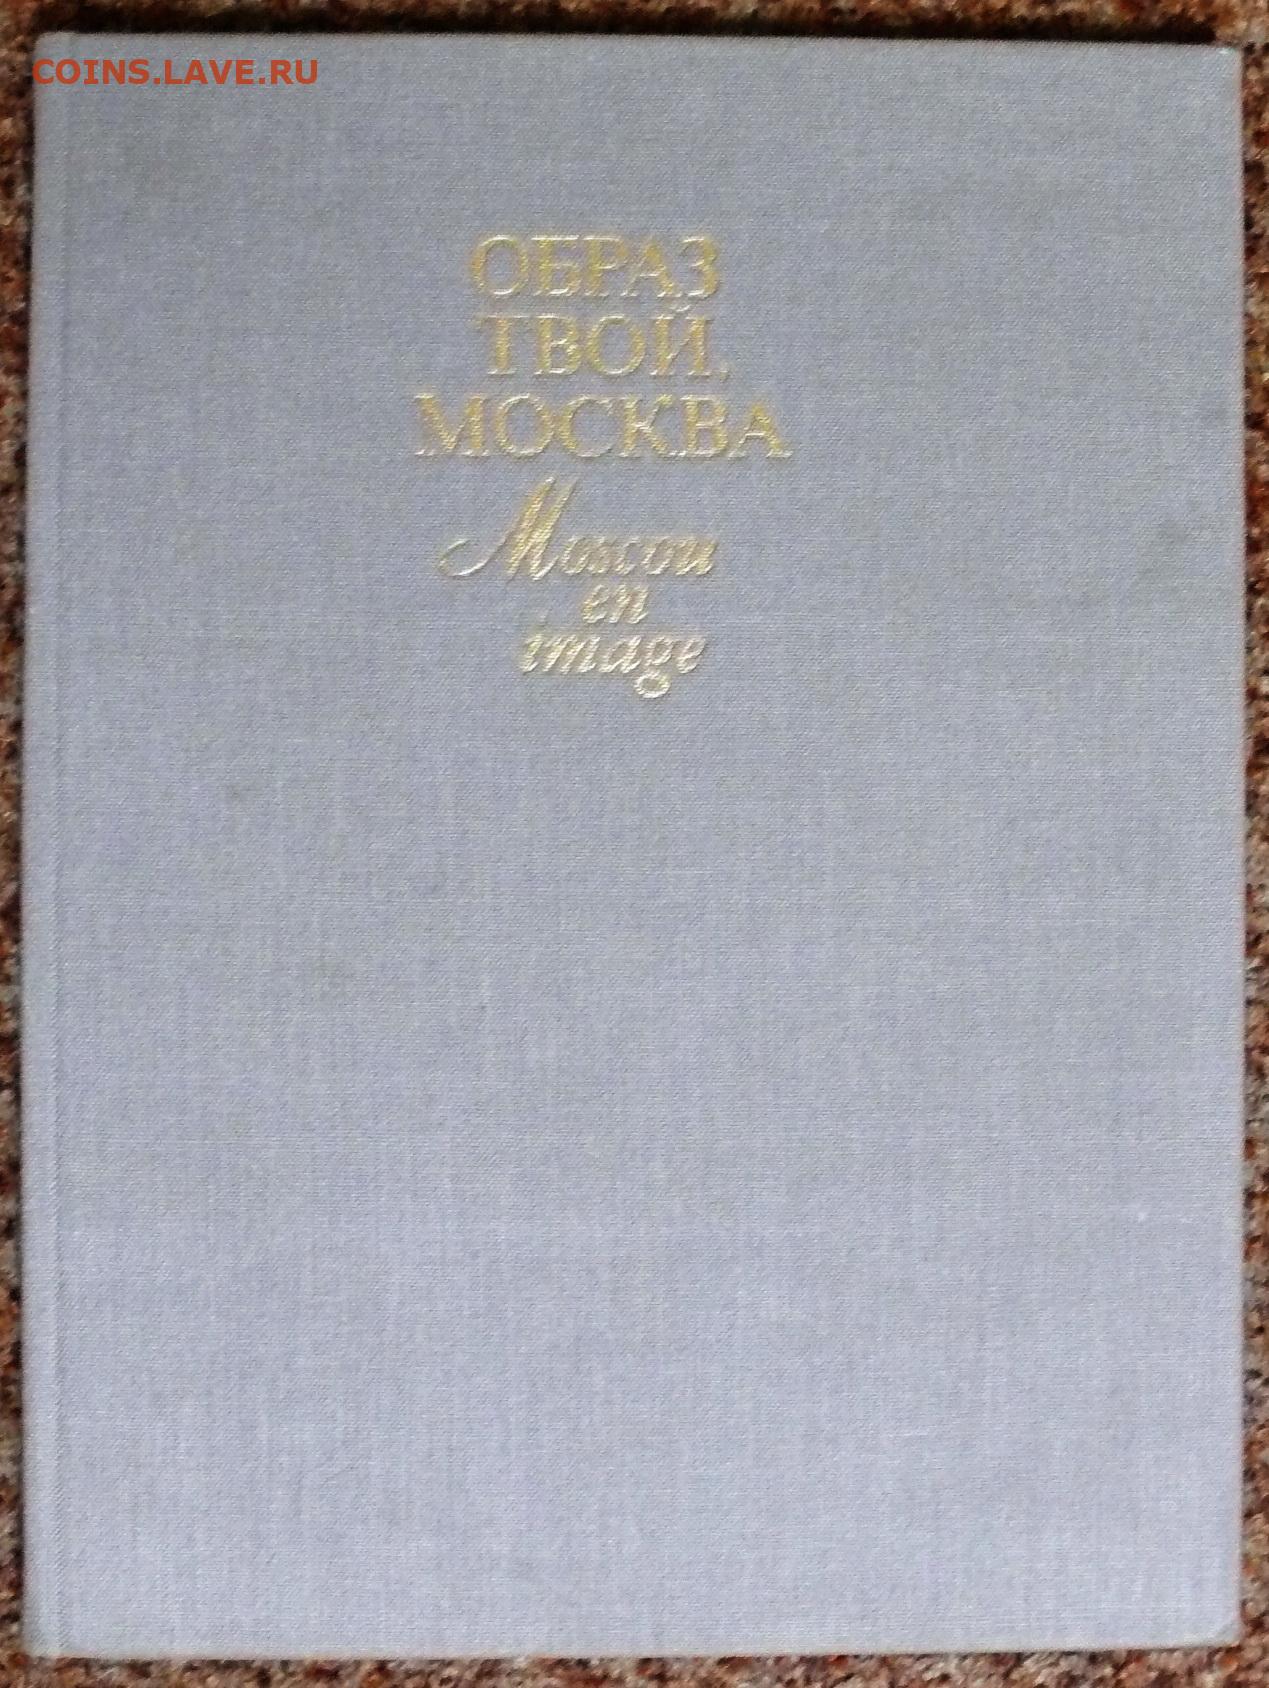 COINS.LAVE.RU
ОБРАЗ
ТВОЙ,
МОСКВА
Moscou
en
image